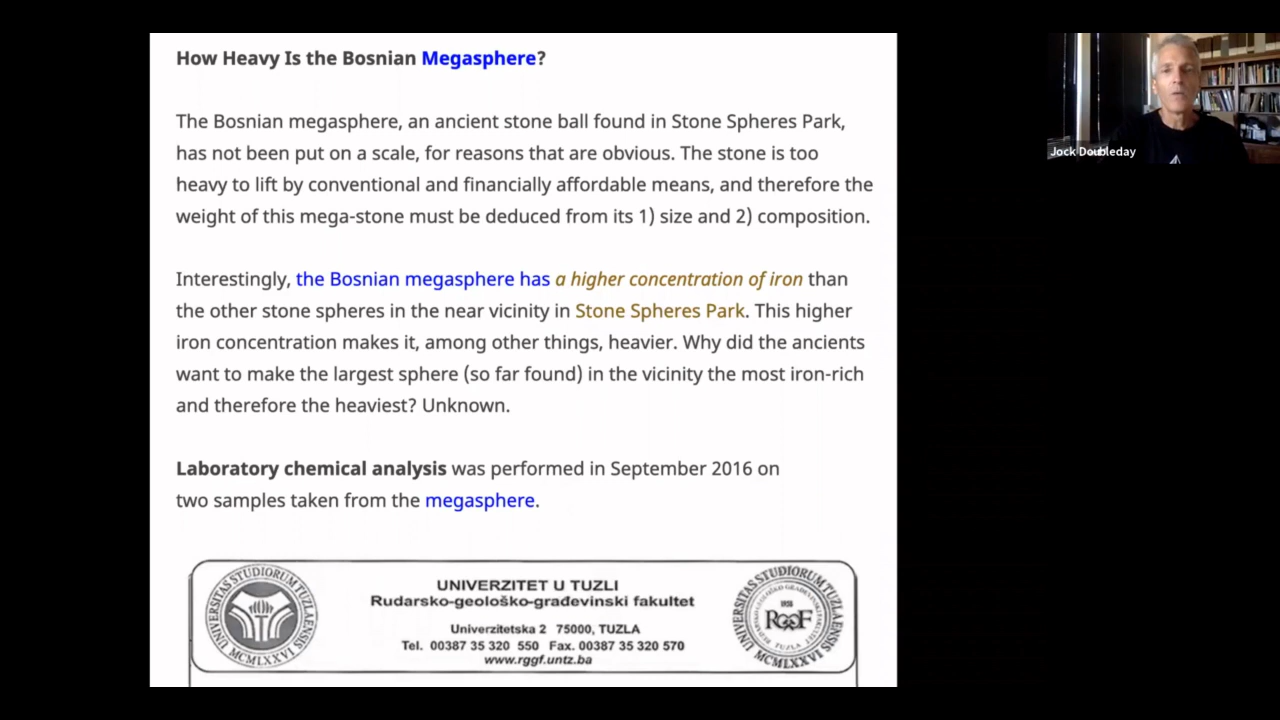 How Heavy Is the Bosnian Megasphere?
The Bosnian megasphere, an ancient stone ball found in Stone Spheres Park,
has not been put on a scale, for reasons that are obvious. The stone is too
heavy to lift by conventional and financially affordable means, and therefore the
weight of this mega-stone must be deduced from its 1) size and 2) composition.
Interestingly, the Bosnian megasphere has a higher concentration of iron than
the other stone spheres in the near vicinity in Stone Spheres Park. This higher
iron concentration makes it, among other things, heavier. Why did the ancients
want to make the largest sphere (so far found) in the vicinity the most iron-rich
and therefore the heaviest? Unknown.
Laboratory chemical analysis was performed in September 2016 on
two samples taken from the megasphere.
UNIVERSITAS STUDIORUM TUZLAENSIS
MCMLXXVI
UNIVERZITET U TUZLI
Rudarsko-geološko-građevinski fakultet
Univerzitetska 2 75000, TUZLA
Tel. 00387 35 320 550 Fax. 00387 35 320 570
www.rggf.untz.ba
UNIVERSITAS STUDIORUM TUZLAENSIS
MCMLXXVI
Jock Doubleday